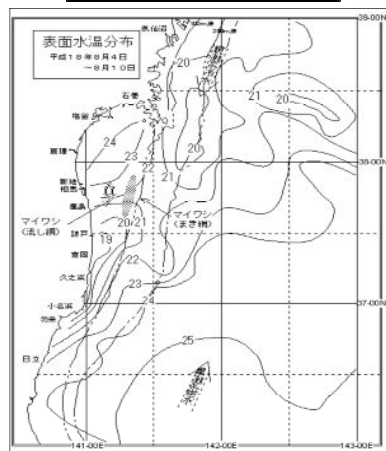 表面水温分布
平成18年8月4日
～8月10日
気仙沼
39-00N
20
21
20
石巻
塩釜
24
20
亘理
23
22
21
38-00N
新地
相馬
鹿島
マイワシ
(流し網)
20
21
マイワシ
(まき網)
請戸
19
富岡
22
久之浜
23
24
小名浜
37-00N
勿来
25
日立
141-00E
142-00E
143-00E